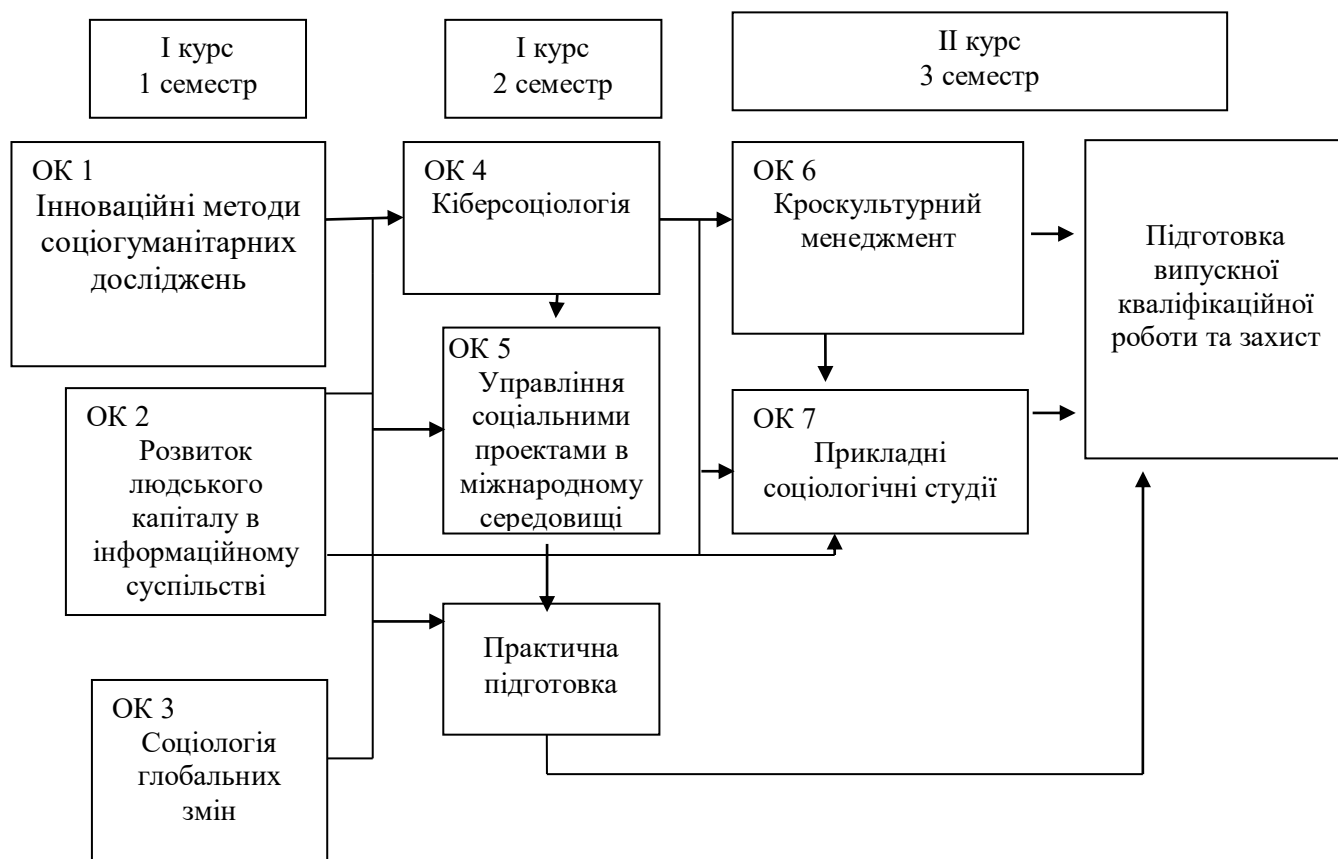 І курс
1 семестр
І курс
2 семестр
ІІ курс
3 семестр
ОК 1
Інноваційні методи
соціогуманітарних
досліджень
ОК 2
Розвиток
людського
капіталу в
інформаційному
суспільстві
ОК 3
Соціологія
глобальних
змін
ОК 4
Кіберсоціологія
ОК 5
Управління
соціальними
проектами в
міжнародному
середовищі
Практична
підготовка
ОК 6
Кроскультурний
менеджмент
ОК 7
Прикладні
соціологічні студії
Підготовка
випускної
кваліфікаційної
роботи та захист